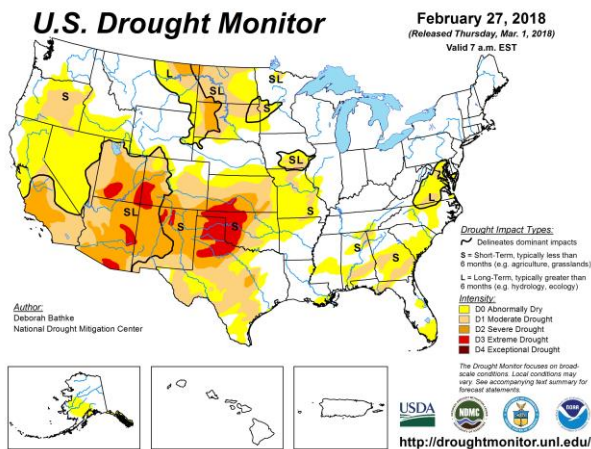 U.S. Drought Monitor
February 27, 2018
(Released Thursday, Mar. 1, 2018)
Valid 7 a.m. EST
L
SL
SL
S
S
SL
SL
S
S
S
L
S
S
Drought Impact Types:
Delineates dominant impacts
S = Short-Term, typically less than
6 months (e.g. agriculture, grasslands)
L = Long-Term, typically greater than
6 months (e.g. hydrology, ecology)
Intensity:
D0 Abnormally Dry
D1 Moderate Drought
D2 Severe Drought
D3 Extreme Drought
D4 Exceptional Drought
Author:
Deborah Bathke
National Drought Mitigation Center
The Drought Monitor focuses on broad-
scale conditions. Local conditions may
vary. See accompanying text summary for
forecast statements.
USDA
NDMC
NOAA
http://droughtmonitor.unl.edu/